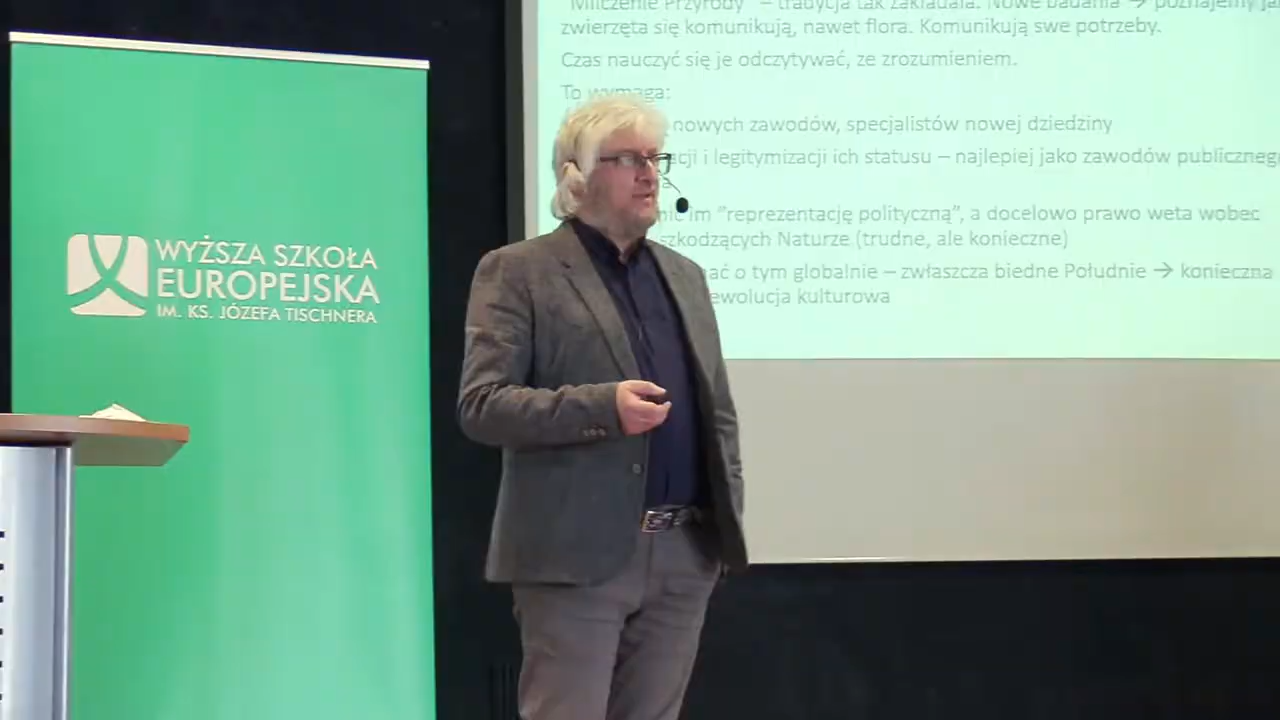 WYŻSZA SZKOŁA
EUROPEJSKA
IM. KS. JÓZEFA TISCHNERA
"Milczenie Przyrody" – tradycja tak zakładała. Nowe badania → poznajemy
zwierzęta się komunikują, nawet flora. Komunikują swe potrzeby.
Czas nauczyć się je odczytywać, ze zrozumieniem.
To wymaga:
nowych zawodów, specjalistów nowej dziedziny
acji i legitymizacji ich statusu – najlepiej jako zawodów publicznego
im "reprezentację polityczną", a docelowo prawo weta wobec
szkodzących Naturze (trudne, ale konieczne)
nać o tym globalnie – zwłaszcza biedne Południe → konieczna
ewolucja kulturowa